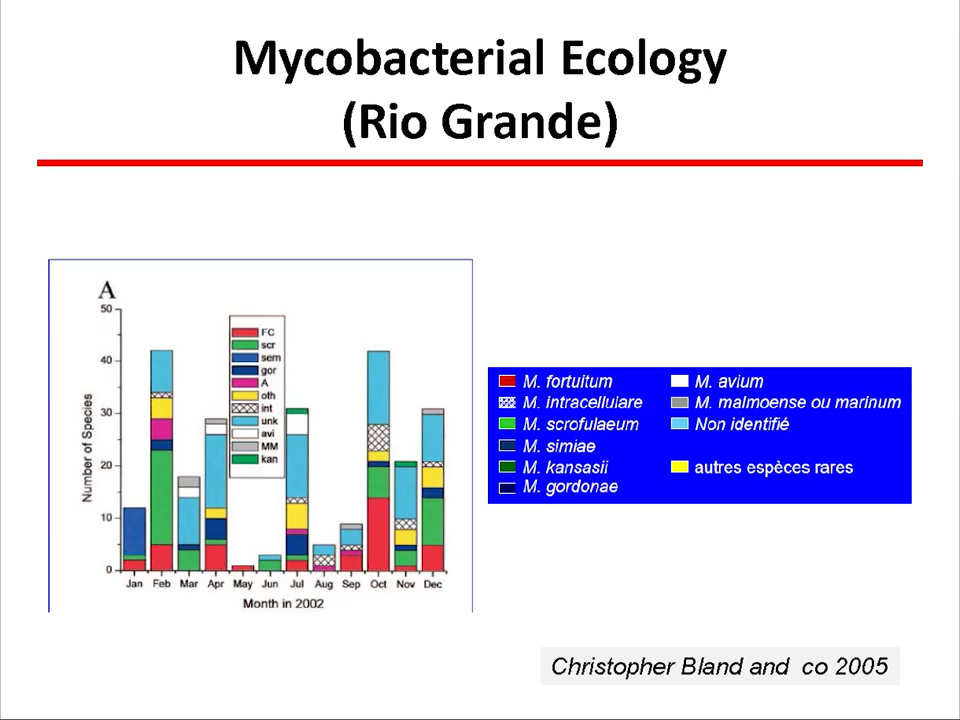 Mycobacterial Ecology
(Rio Grande)
A
50
40
30
20
10
0
Number of Species
FC
scr
sem
gor
A
oth
int
unk
avi
MM
kan
Jan Feb Mar Apr May Jun Jul Aug Sep Oct Nov Dec
Month in 2002
M. fortuitum
M. intracellulare
M. scrofulaeum
M. simiae
M. kansasii
M. gordonae
M. avium
M. malmoense ou marinum
Non identifié
autres espèces rares
Christopher Bland and co 2005